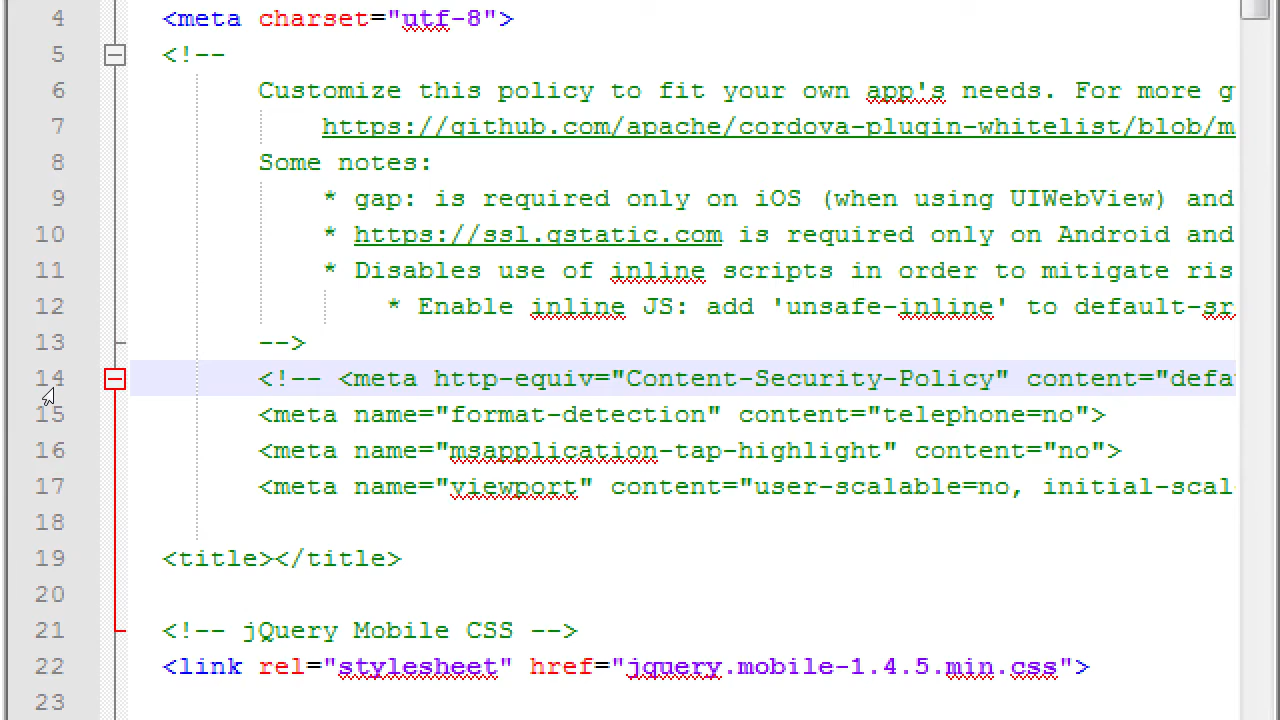 4 <meta charset="utf-8">
5 <!--
6 Customize this policy to fit your own app's needs. For more g
7 https://github.com/apache/cordova-plugin-whitelist/blob/m
8 Some notes:
9 * gap: is required only on iOS (when using UIWebView) and
10 * https://ssl.gstatic.com is required only on Android and
11 * Disables use of inline scripts in order to mitigate ris
12 * Enable inline JS: add 'unsafe-inline' to default-sr
13 -->
14 <!-- <meta http-equiv="Content-Security-Policy" content="defa
15 <meta name="format-detection" content="telephone=no">
16 <meta name="msapplication-tap-highlight" content="no">
17 <meta name="viewport" content="user-scalable=no, initial-scal
18
19 <title></title>
20
21 <!-- jQuery Mobile CSS -->
22 <link rel="stylesheet" href="jquery.mobile-1.4.5.min.css">
23